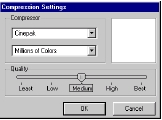 Compression Settings
Compressor
Cinepak
Millions of Colors
Quality
Least Low Medium High Best
OK Cancel